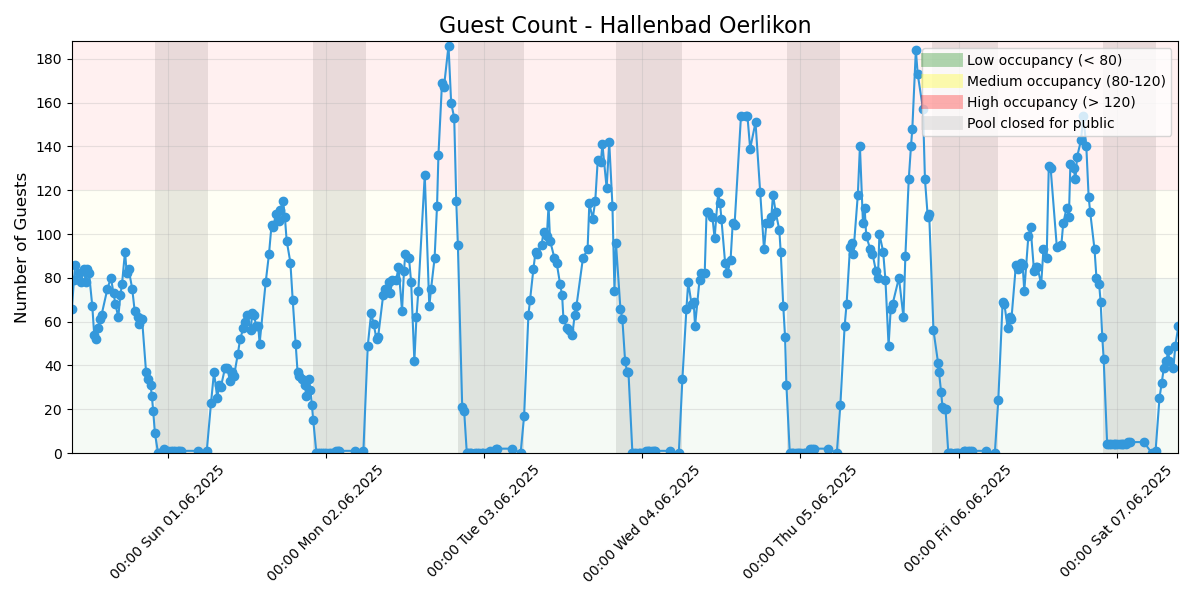 Guest Count - Hallenbad Oerlikon
Low occupancy (< 80)
Medium occupancy (80-120)
High occupancy (> 120)
Pool closed for public
Number of Guests
180
160
140
120
100
80
60
40
20
0
00:00 Sun 01.06.2025
00:00 Mon 02.06.2025
00:00 Tue 03.06.2025
00:00 Wed 04.06.2025
00:00 Thu 05.06.2025
00:00 Fri 06.06.2025
00:00 Sat 07.06.2025